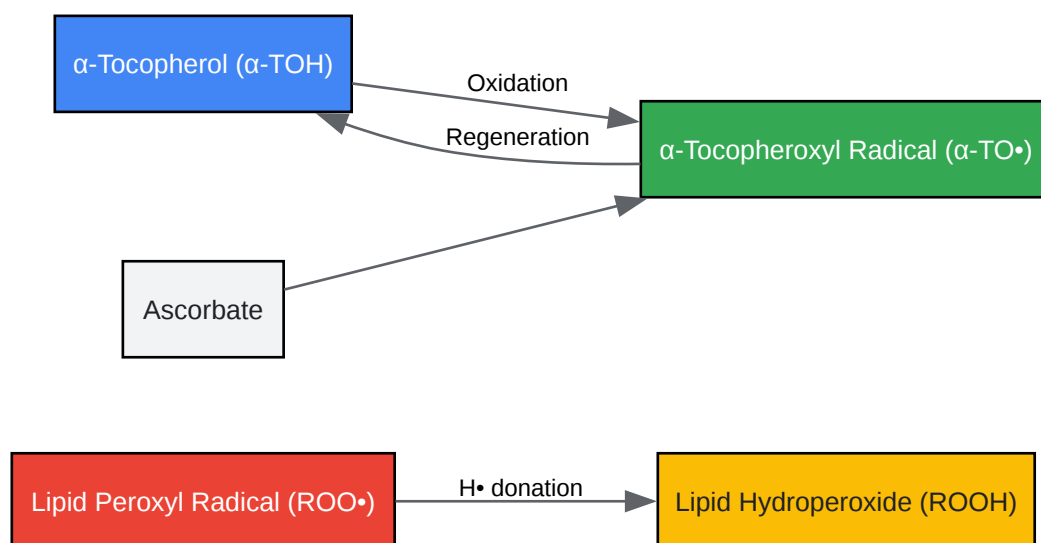 α-Tocopherol (α-TOH)
Oxidation
Regeneration
α-Tocopheroxyl Radical (α-TO•)
Ascorbate
Lipid Peroxyl Radical (ROO•)
H• donation
Lipid Hydroperoxide (ROOH)